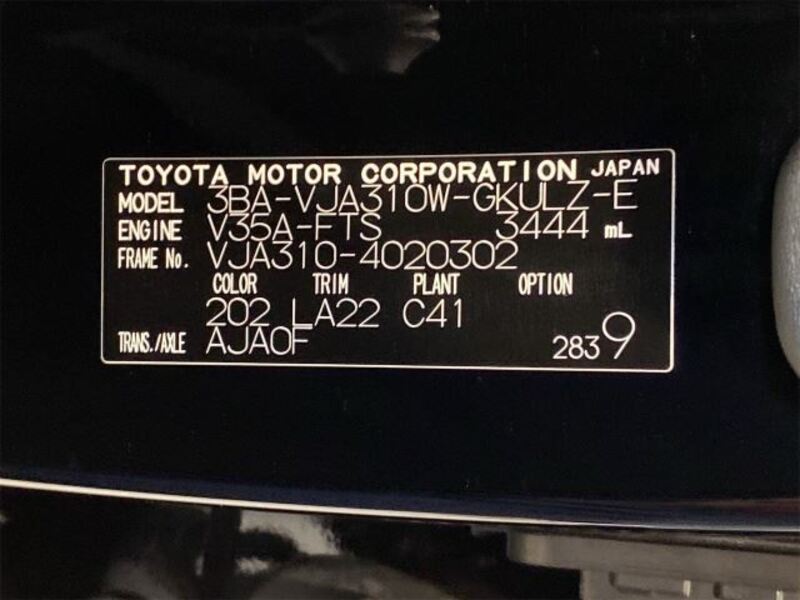 TOYOTA MOTOR CORPORATION JAPAN
MODEL 3BA-VJA310W-GKULZ-E
ENGINE V35A-FTS 3444 mL
FRAME No. VJA310-4020302
COLOR TRIM PLANT OPTION
202 LA22 C41
TRANS./AXLE AJA0F 2839